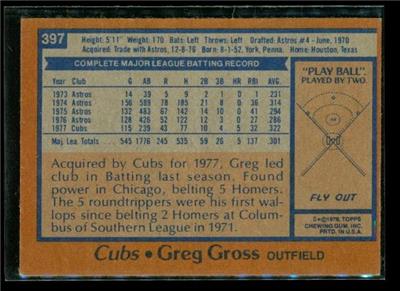 397
Height: 5'11" Weight: 170 Bats: Left Throws: Left Drafted: Astros #4-June, 1970
Acquired: Trade with Astros, 12-8-76 Born: 8-1-52, York, Penna. Home: Houston, Texas
COMPLETE MAJOR LEAGUE BATTING RECORD
Year Club G AB R H 2B 3B HR RBI AVG.
1973 Astros 14 39 5 9 2 1 0 1 .231
1974 Astros 156 589 78 185 21 8 0 36 .314
1975 Astros 132 483 67 142 14 10 0 41 .294
1976 Astros 128 426 52 122 12 3 0 27 .286
1977 Cubs 115 239 43 77 10 4 5 32 .322
Maj. Lea. Totals 545 1776 245 535 59 26 5 137 .301
Acquired by Cubs for 1977, Greg led
club in Batting last season. Found
power in Chicago, belting 5 Homers.
The 5 roundtrippers were his first wal-
lops since belting 2 Homers at Colum-
bus of Southern League in 1971.
"PLAY BALL"
PLAYED BY TWO
FLY OUT
©1978, TOPPS
CHEWING GUM, INC.
PRTD. IN U.S.A.
Cubs • Greg Gross OUTFIELD